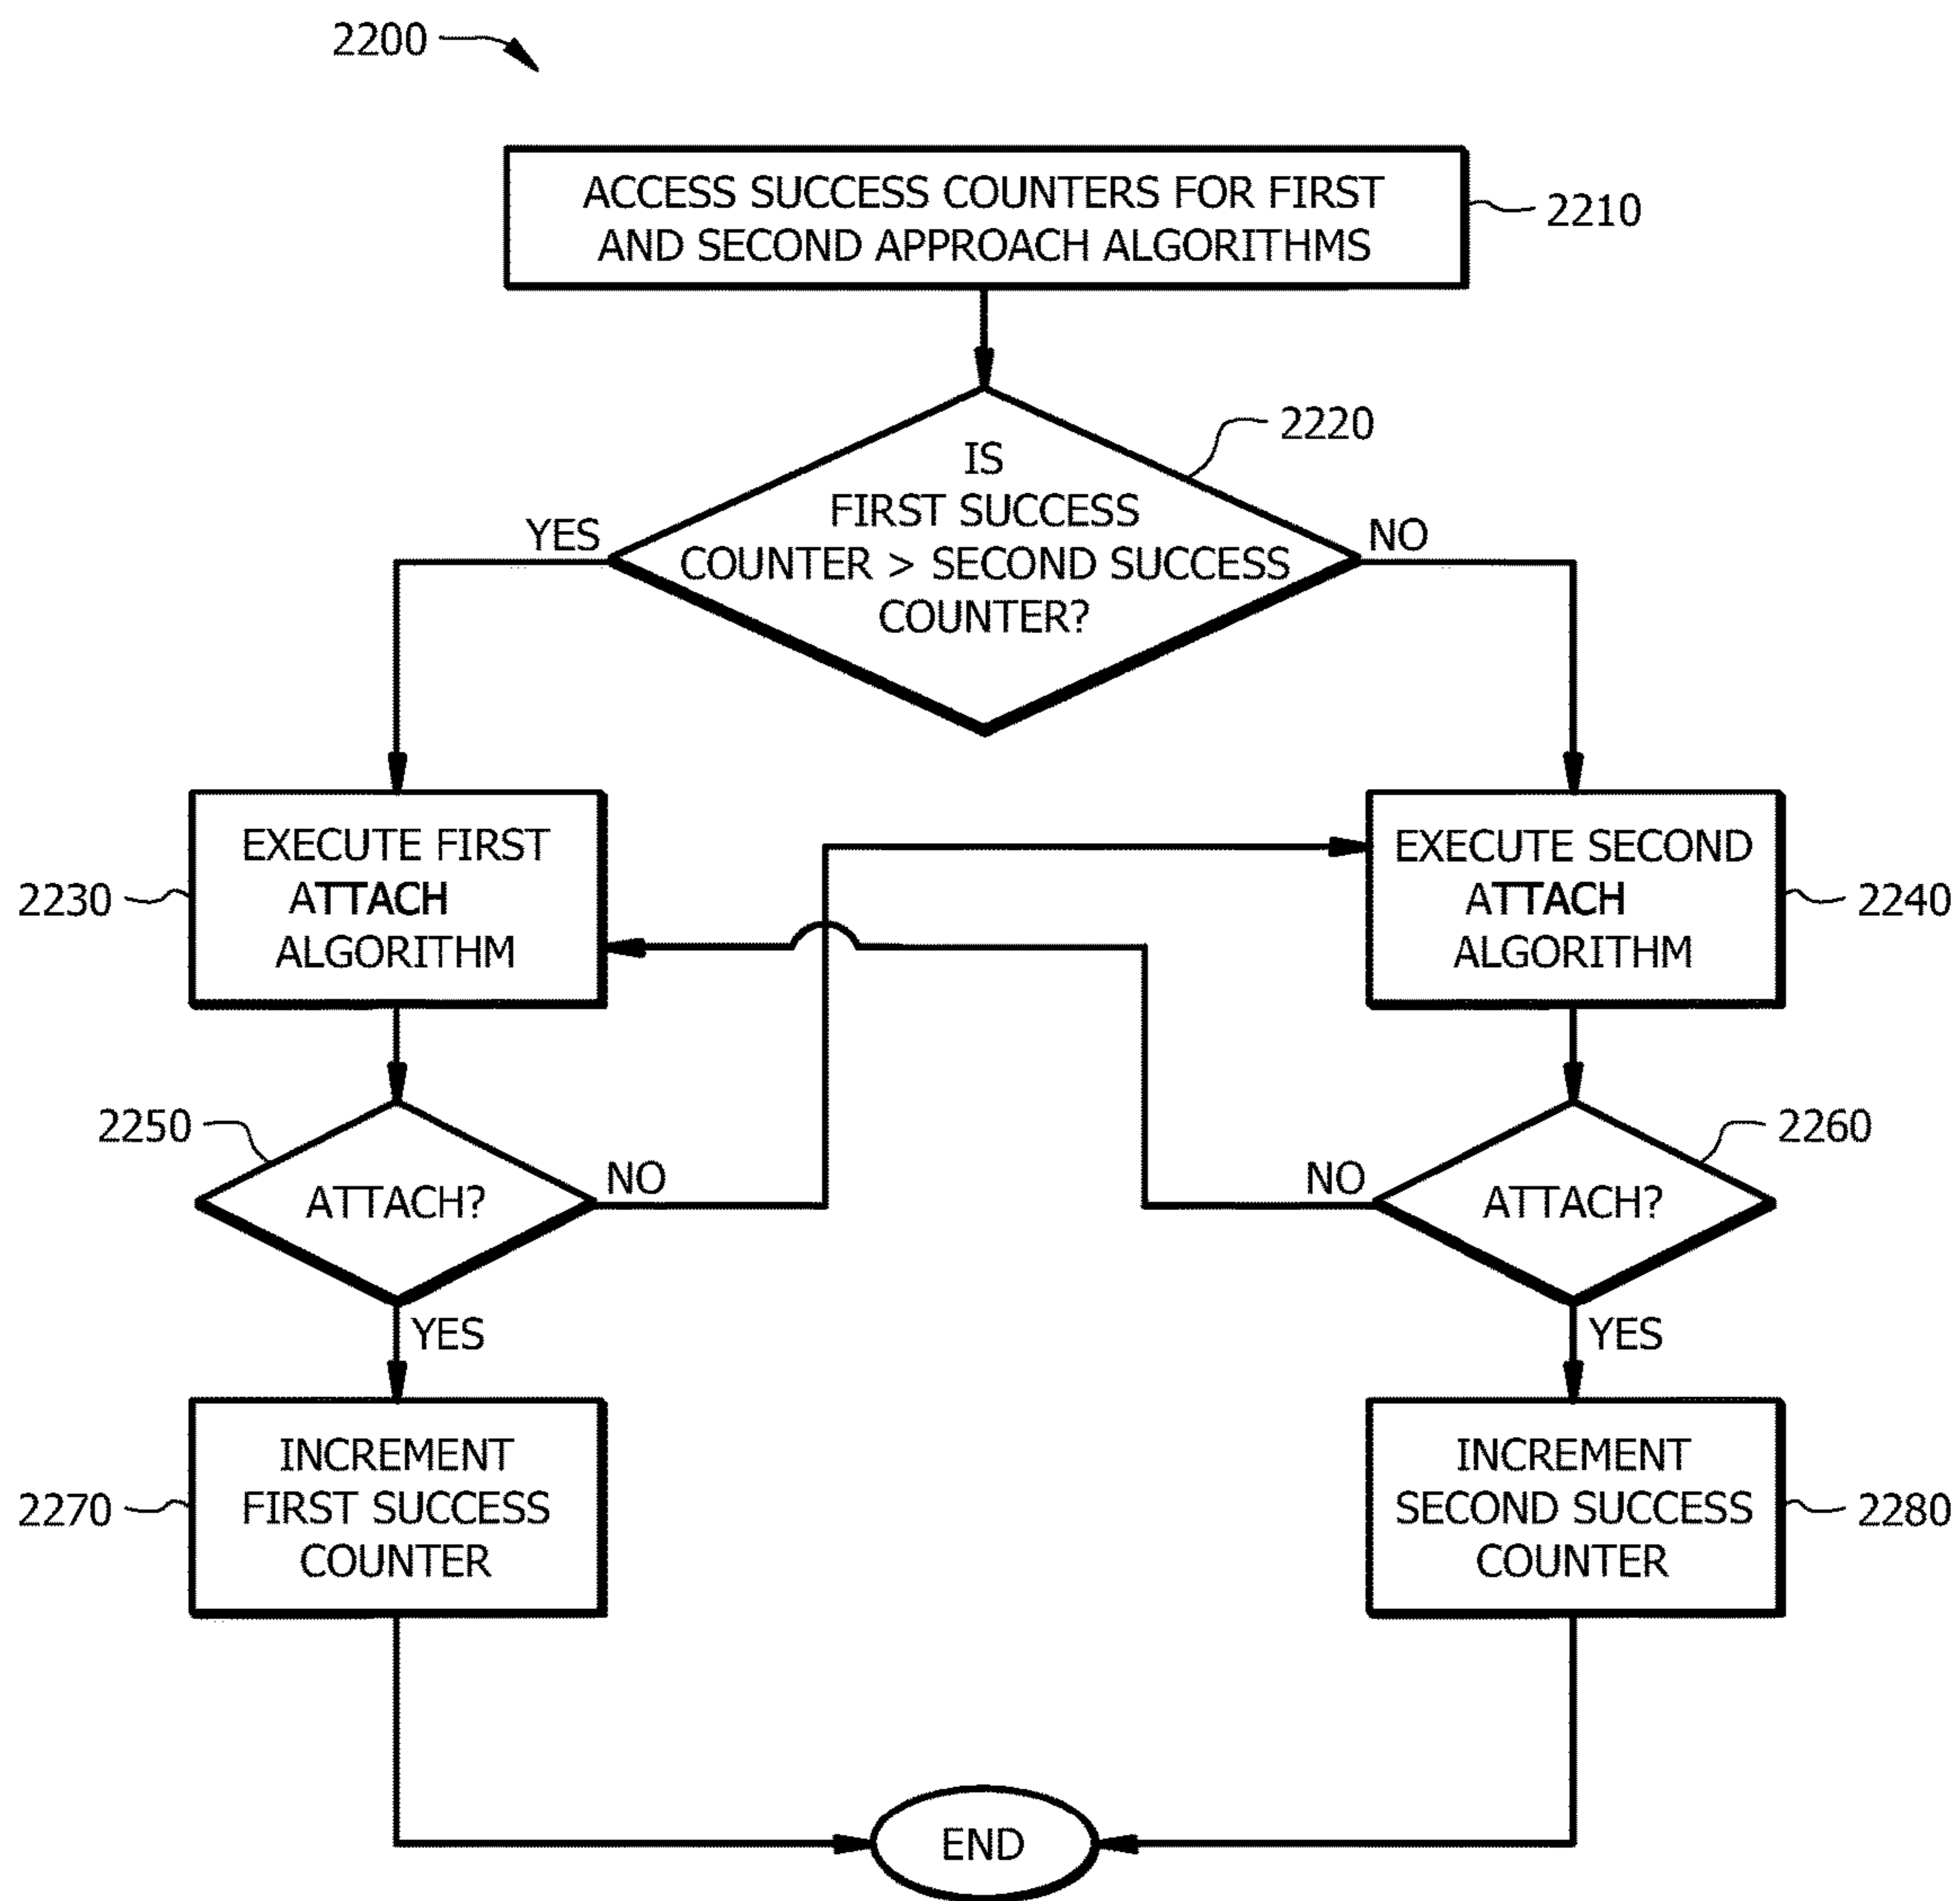 2200
ACCESS SUCCESS COUNTERS FOR FIRST
AND SECOND APPROACH ALGORITHMS
2210
2220
IS
FIRST SUCCESS
COUNTER > SECOND SUCCESS
COUNTER?
YES
NO
EXECUTE FIRST
ATTACH
ALGORITHM
2230
EXECUTE SECOND
ATTACH
ALGORITHM
2240
2250
ATTACH?
NO
YES
2260
ATTACH?
NO
YES
INCREMENT
FIRST SUCCESS
COUNTER
2270
INCREMENT
SECOND SUCCESS
COUNTER
2280
END